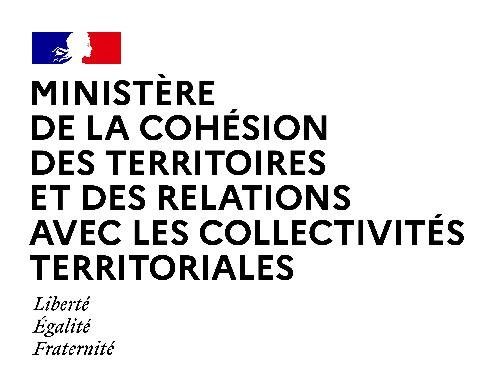 MINISTÈRE
DE LA COHÉSION
DES TERRITOIRES
ET DES RELATIONS
AVEC LES COLLECTIVITÉS
TERRITORIALES
Liberté
Égalité
Fraternité